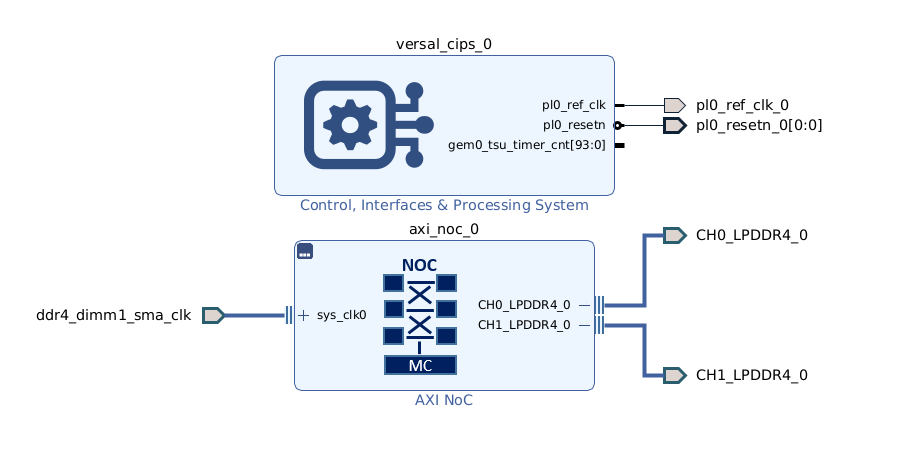 versal_cips_0
pl0_ref_clk
pl0_ref_clk_0
pl0_resetn
pl0_resetn_0[0:0]
gem0_tsu_timer_cnt[93:0]
Control, Interfaces & Processing System
axi_noc_0
CH0_LPDDR4_0
NOC
CH0_LPDDR4_0
ddr4_dimm1_sma_clk
sys_clk0
CH1_LPDDR4_0
MC
CH1_LPDDR4_0
AXI NoC